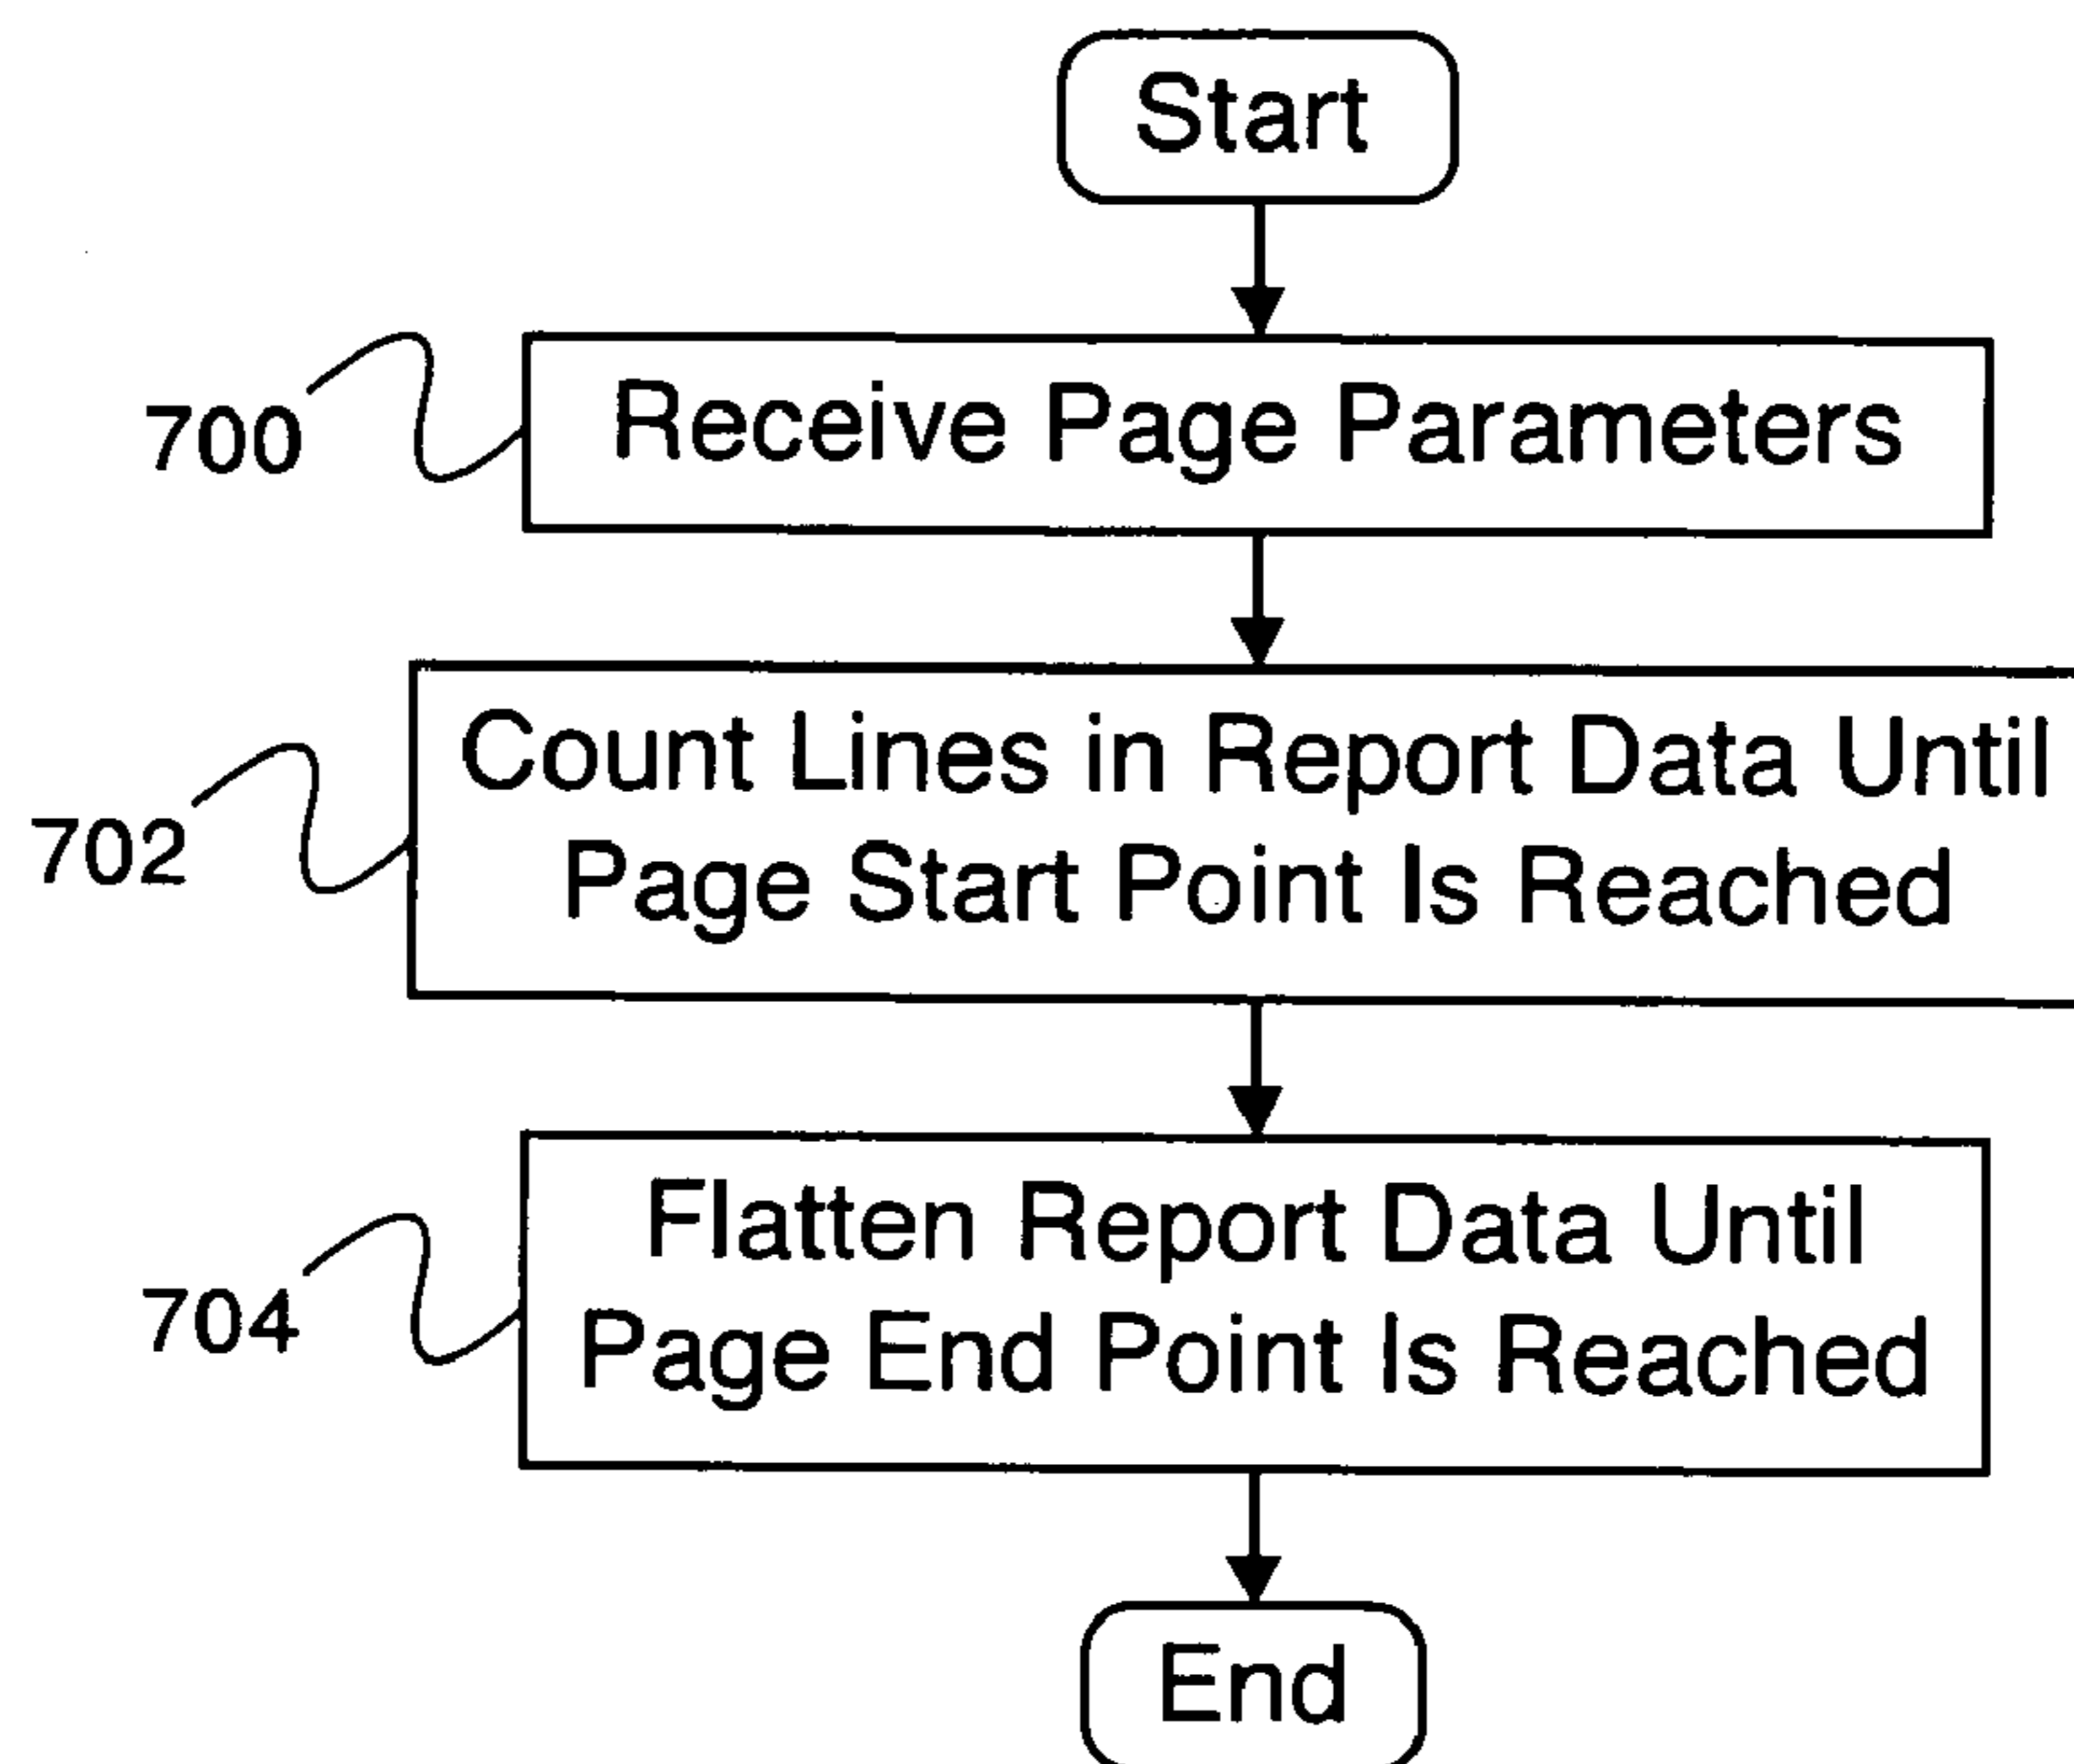 Start
700
Receive Page Parameters
702
Count Lines in Report Data Until
Page Start Point Is Reached
704
Flatten Report Data Until
Page End Point Is Reached
End